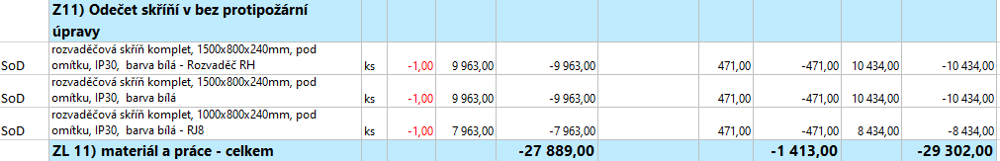 Z11) Odečet skříní v bez protipožární
úpravy
rozvaděčová skříň komplet, 1500x800x240mm, pod
SoD omítku, IP30,  barva bílá - Rozvaděč RH ks -1,00 9 963,00 -9 963,00 471,00 -471,00 10 434,00 -10 434,00
rozvaděčová skříň komplet, 1500x800x240mm, pod
SoD omítku, IP30,  barva bílá ks -1,00 9 963,00 -9 963,00 471,00 -471,00 10 434,00 -10 434,00
rozvaděčová skříň komplet, 1000x800x240mm, pod
SoD omítku, IP30,  barva bílá - RJ8 ks -1,00 7 963,00 -7 963,00 471,00 -471,00 8 434,00 -8 434,00
ZL 11) materiál a práce - celkem -27 889,00 -1 413,00 -29 302,00